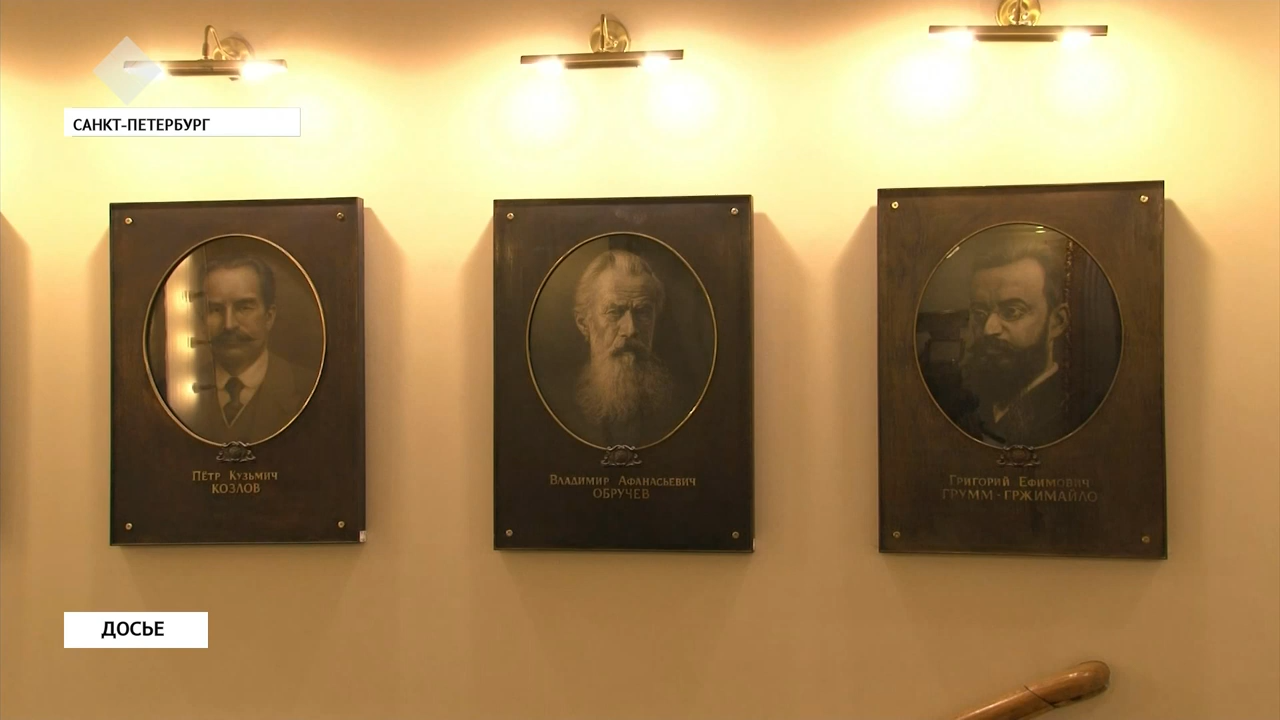 САНКТ-ПЕТЕРБУРГ
ПЁТР КУЗЬМИЧ
КОЗЛОВ
ВЛАДИМИР АФАНАСЬЕВИЧ
ОБРУЧЕВ
ГРИГОРИЙ ЕФИМОВИЧ
ГРУММ-ГРЖИМАЙЛО
ДОСЬЕ